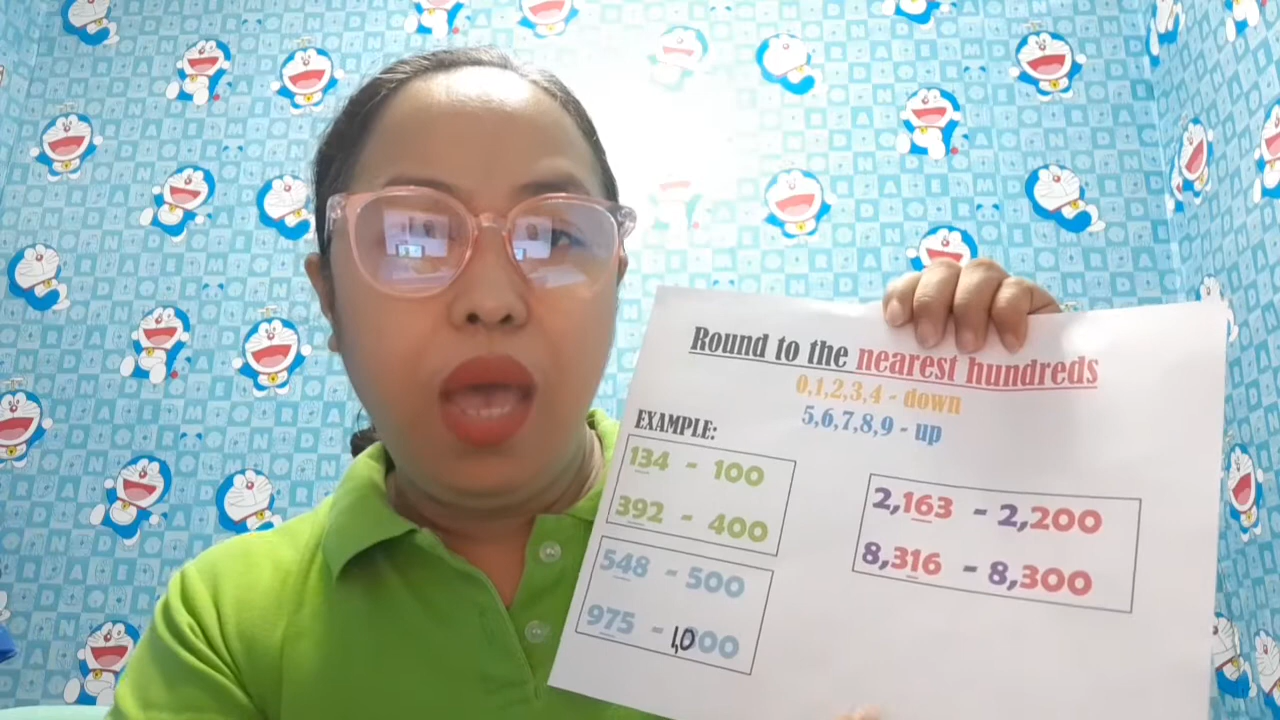 Round to the nearest hundreds
0,1,2,3,4 - down
5,6,7,8,9 - up
EXAMPLE:
134 - 100
392 - 400
548 - 500
975 - 1,000
2,163 - 2,200
8,316 - 8,300